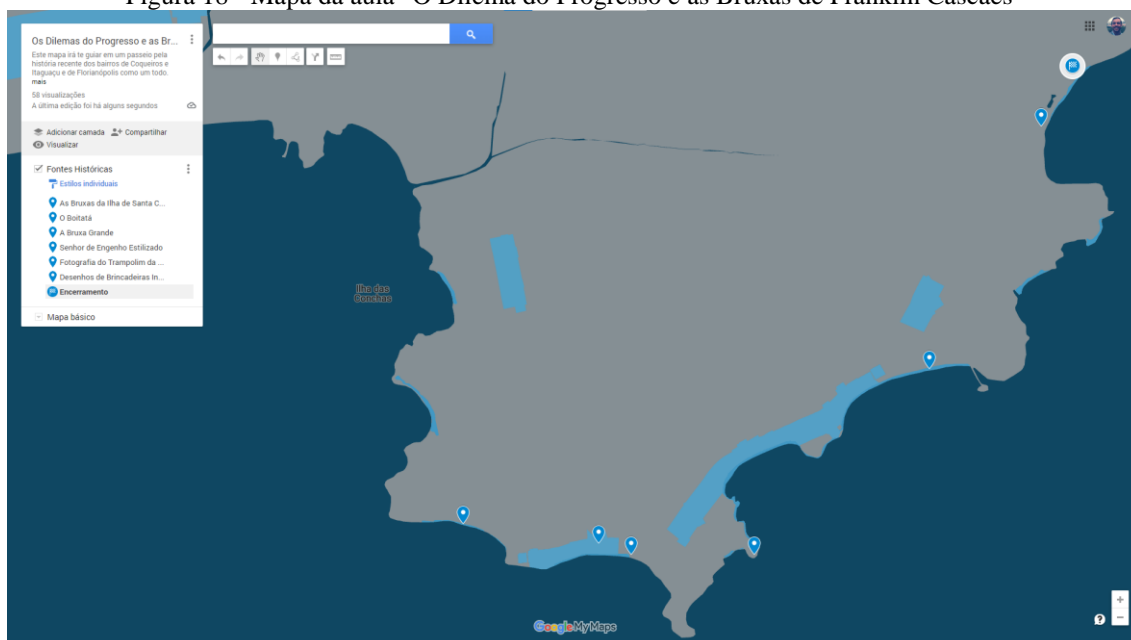 Figura 18 - Mapa da aula "O Dilema do Progresso e as Bruxas de Franklin Cascaes"
Os Dilemas do Progresso e as Br...
Este mapa irá te guiar em um passeio pela
história recente dos bairros de Coqueiros e
Itaguaçu e de Florianópolis como um todo.
mais
58 visualizações
A última edição foi há alguns segundos
Adicionar camada Compartilhar
Visualizar
Fontes Históricas
Estilos individuais
As Bruxas da Ilha de Santa C...
O Boitatá
A Bruxa Grande
Senhor de Engenho Estilizado
Fotografia do Trampolim da ...
Desenhos de Brincadeiras In...
Encerramento
Mapa básico
Ilha das
Conchas
Google My Maps